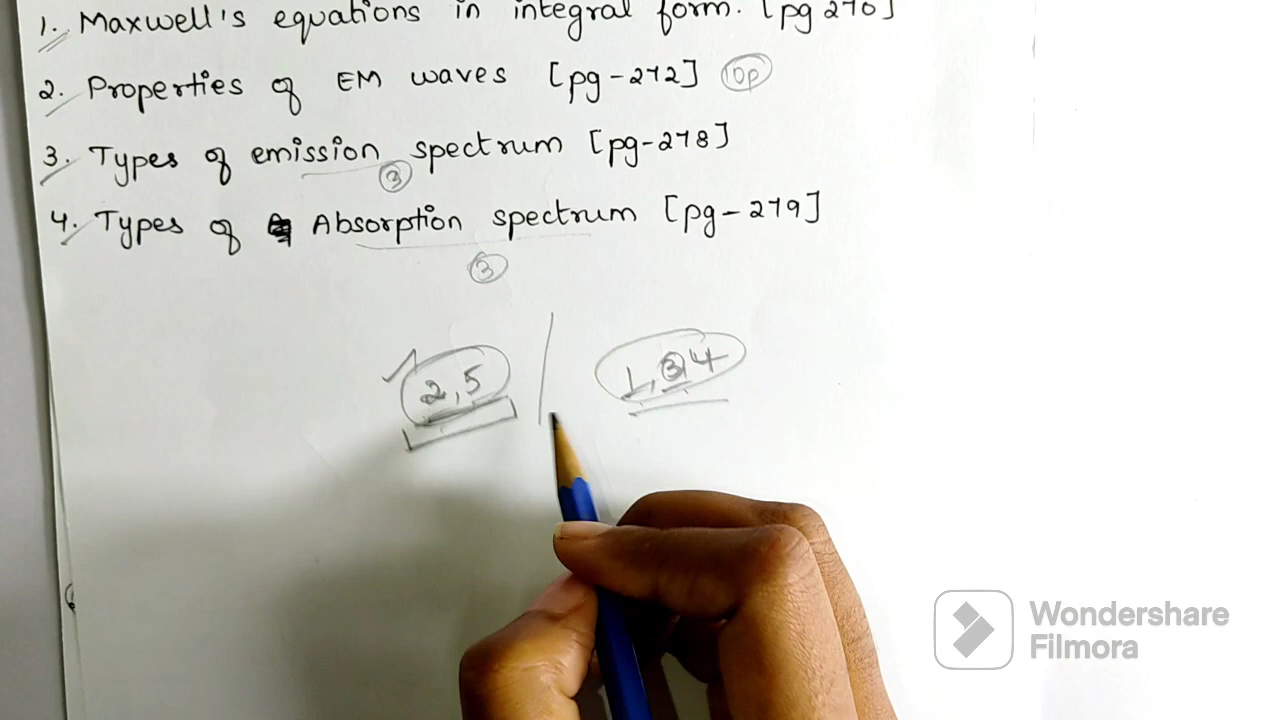 1. Maxwell's equations in integral form. [pg 270]
2. Properties of EM waves [pg-272] 10p
3. Types of emission spectrum [pg-278]
3
4. Types of Absorption spectrum [pg-279]
3
2,5 / 1,3,4
Wondershare
Filmora